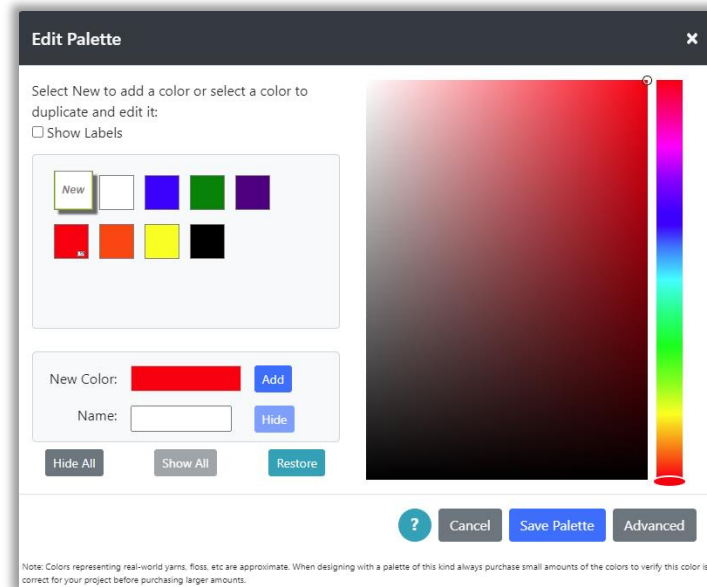 Edit Palette
×
Select New to add a color or select a color to
duplicate and edit it:
Show Labels
New
New Color:
Add
Name:
Hide
Hide All
Show All
Restore
?
Cancel
Save Palette
Advanced
Note: Colors representing real-world yarns, floss, etc are approximate. When designing with a palette of this kind always purchase small amounts of the colors to verify this color is
correct for your project before purchasing larger amounts.